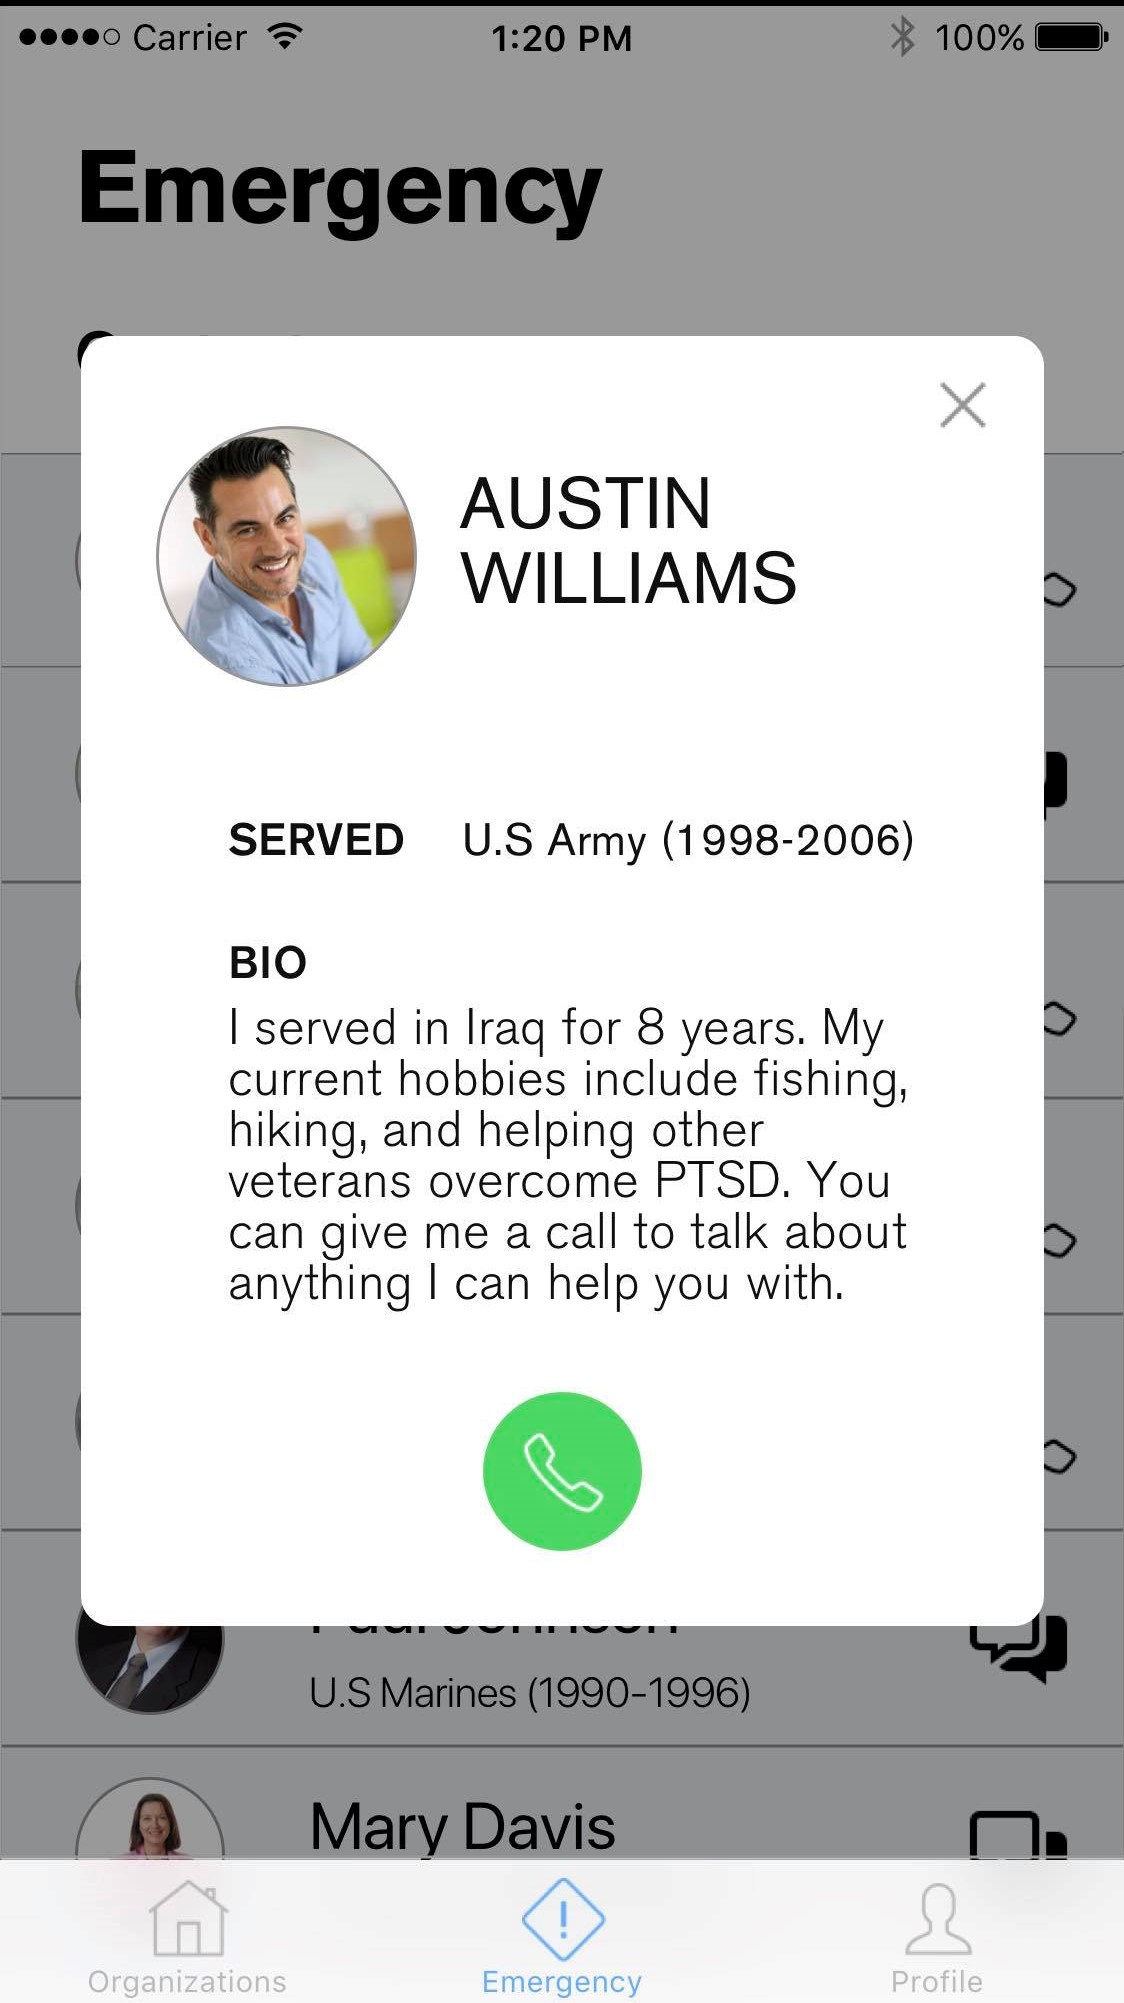 Carrier 1:20 PM 100%
Emergency
AUSTIN
WILLIAMS
SERVED U.S Army (1998-2006)
BIO
I served in Iraq for 8 years. My
current hobbies include fishing,
hiking, and helping other
veterans overcome PTSD. You
can give me a call to talk about
anything I can help you with.
Paul Johnson
U.S Marines (1990-1996)
Mary Davis
Organizations Emergency Profile